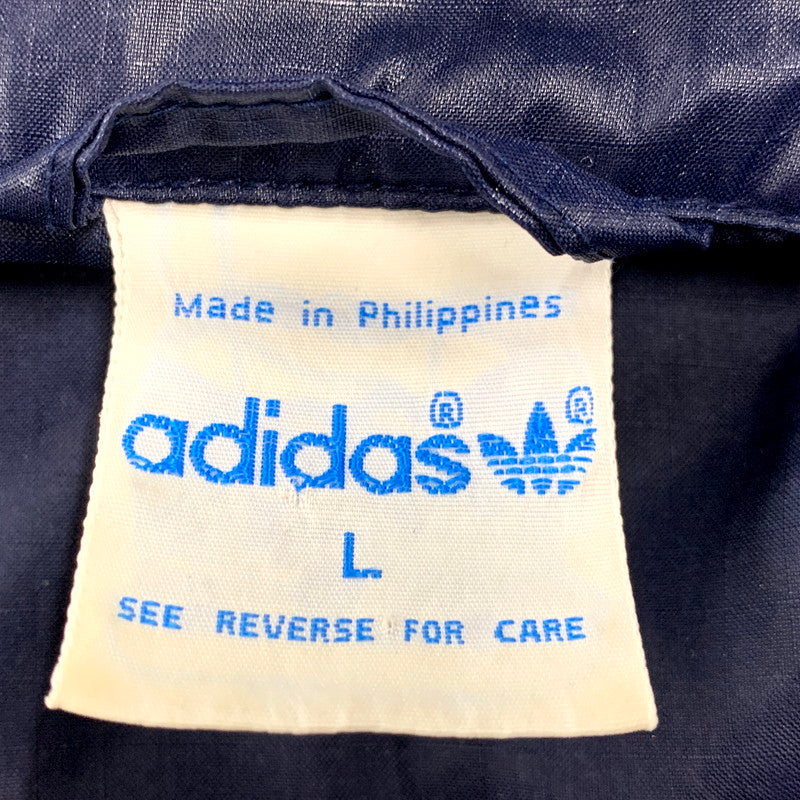 Made in Philippines
adidas® ®
L
SEE REVERSE FOR CARE